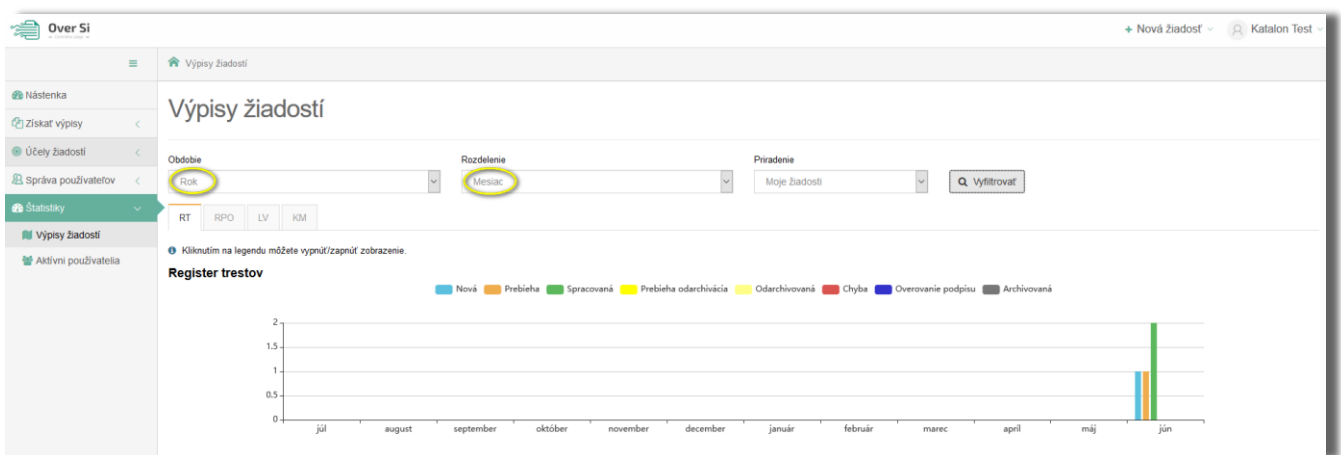 Over Si
Nová žiadosť
Katalon Test
Výpisy žiadostí
Nástenka
Získať výpisy
Účely žiadostí
Správa používateľov
Štatistiky
Výpisy žiadostí
Aktívni používatelia
Výpisy žiadostí
Obdobie Rozdelenie Priradenie
Rok Mesiac Moje žiadosti Vyfiltrovať
RT RPO LV KM
Kliknutím na legendu môžete vypnúť/zapnúť zobrazenie.
Register trestov
Nová Prebieha Spracovaná Prebieha odarchivácia Odarchivovaná Chyba Overovanie podpisu Archivovaná
2
1.5
1
0.5
0
júl august september október november december január február marec apríl máj jún